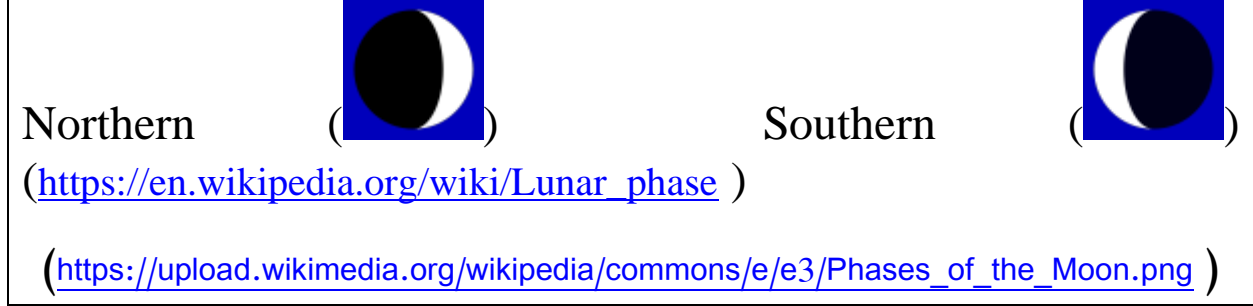 Northern ( ) Southern ( )
(https://en.wikipedia.org/wiki/Lunar_phase )
(https://upload.wikimedia.org/wikipedia/commons/e/e3/Phases_of_the_Moon.png )